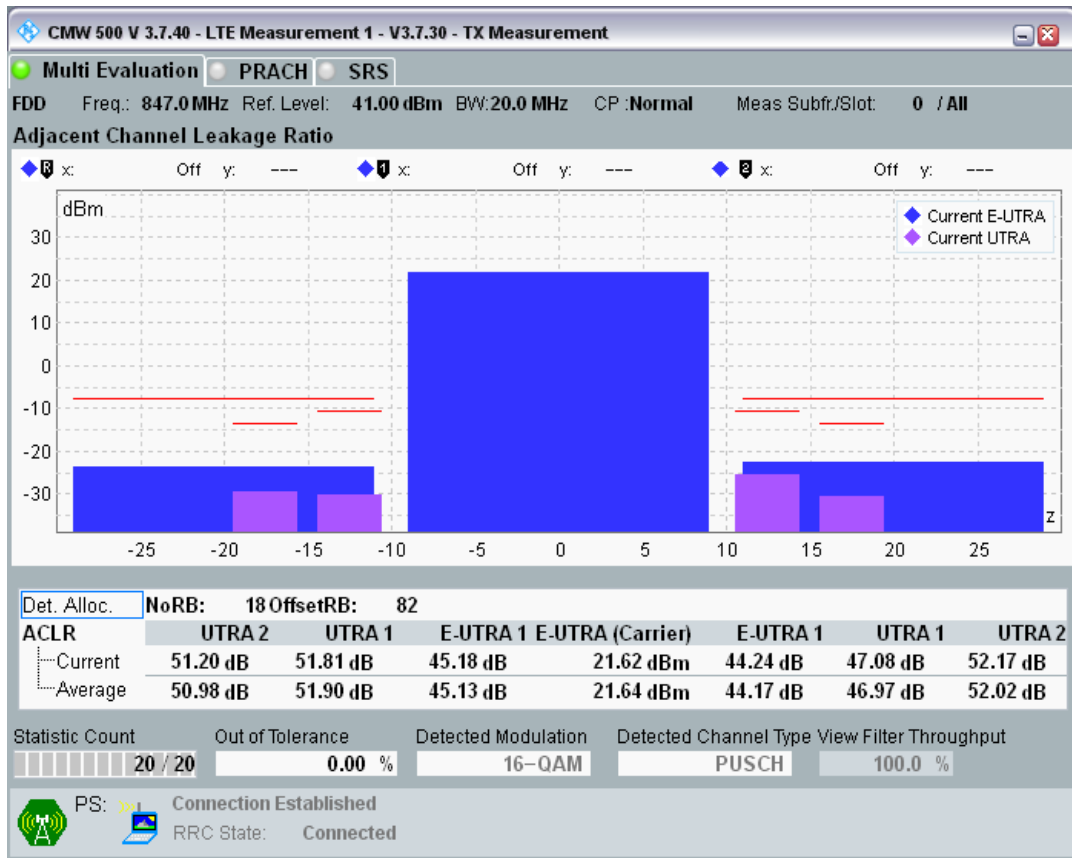 CMW 500 V 3.7.40 - LTE Measurement 1 - V3.7.30 - TX Measurement
Multi Evaluation PRACH SRS
FDD Freq.: 847.0 MHz Ref. Level: 41.00 dBm BW: 20.0 MHz CP :Normal Meas Subfr./Slot: 0 / All
Adjacent Channel Leakage Ratio
R x: Off y: --- 1 x: Off y: --- 2 x: Off y: ---
dBm
Current E-UTRA
Current UTRA
30
20
10
0
-10
-20
-30
z
-25 -20 -15 -10 -5 0 5 10 15 20 25
Det. Alloc. NoRB: 18 OffsetRB: 82
ACLR UTRA 2 UTRA 1 E-UTRA 1 E-UTRA (Carrier) E-UTRA 1 UTRA 1 UTRA 2
Current 51.20 dB 51.81 dB 45.18 dB 21.62 dBm 44.24 dB 47.08 dB 52.17 dB
Average 50.98 dB 51.90 dB 45.13 dB 21.64 dBm 44.17 dB 46.97 dB 52.02 dB
Statistic Count Out of Tolerance Detected Modulation Detected Channel Type View Filter Throughput
20 / 20 0.00 % 16-QAM PUSCH 100.0 %
PS: Connection Established
RRC State: Connected